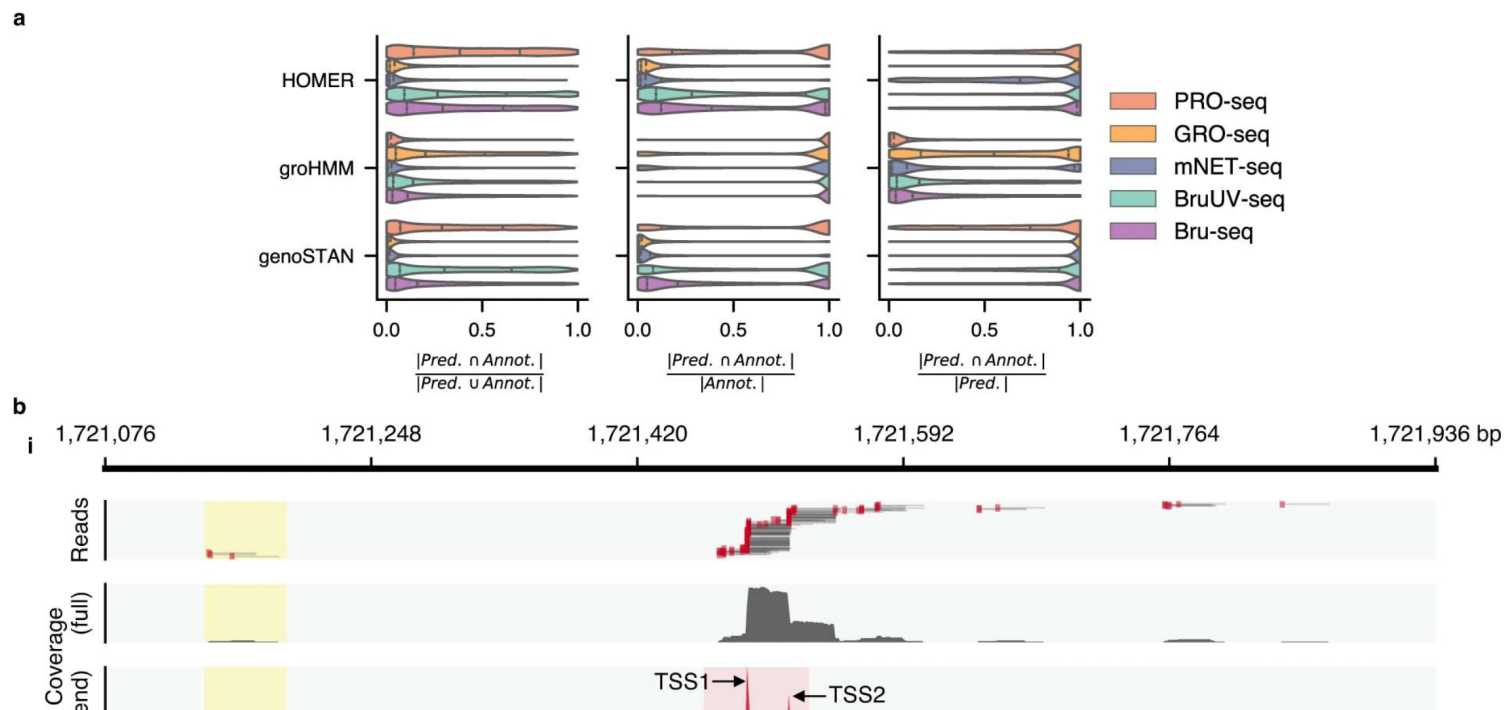 a
HOMER
groHMM
genoSTAN
0.0 0.5 1.0
0.0 0.5 1.0
0.0 0.5 1.0
|Pred. ∩ Annot.|
|Pred. ∪ Annot.|
|Pred. ∩ Annot.|
|Annot.|
|Pred. ∩ Annot.|
|Pred.|
PRO-seq
GRO-seq
mNET-seq
BruUV-seq
Bru-seq
b
i
1,721,076 1,721,248 1,721,420 1,721,592 1,721,764 1,721,936 bp
Reads
Coverage
(full)
end)
TSS1
TSS2